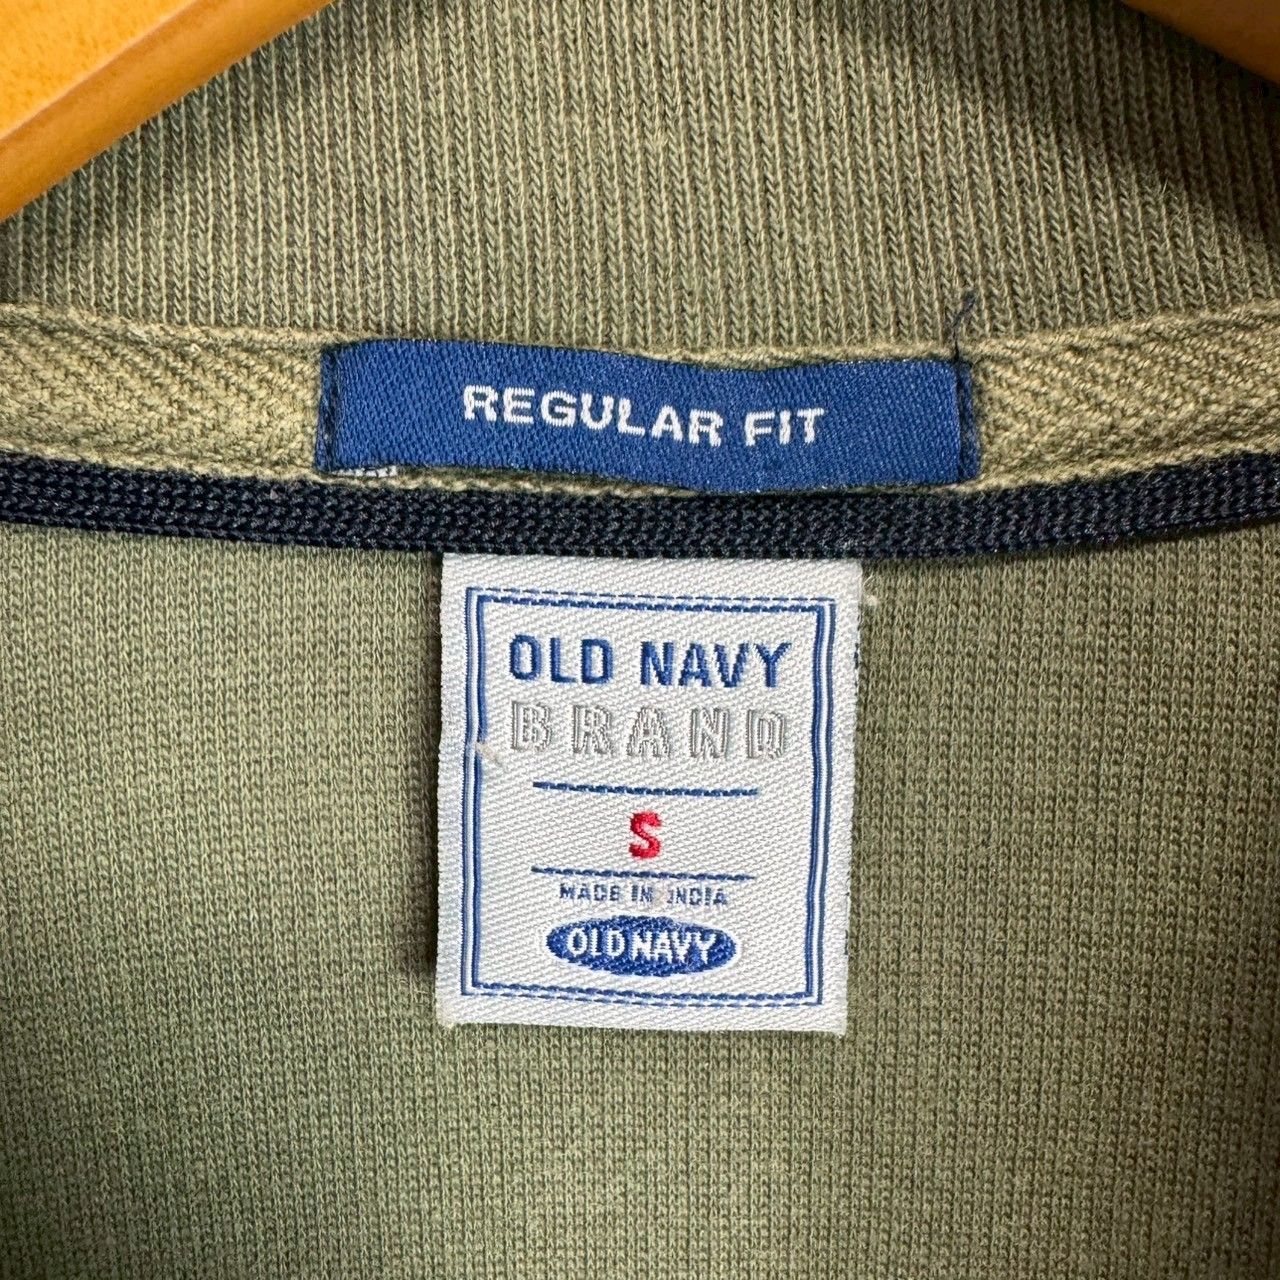 REGULAR FIT
OLD NAVY
BRAND
S
MADE IN INDIA
OLD NAVY